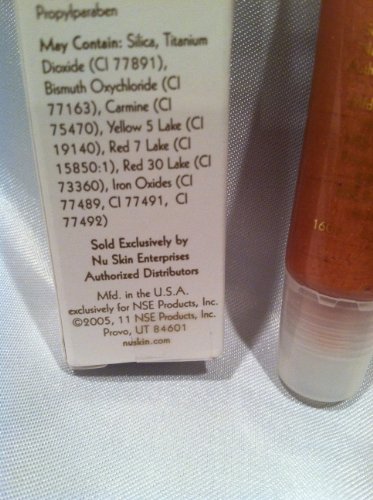 Propylparaben
May Contain: Silica, Titanium
Dioxide (CI 77891),
Bismuth Oxychloride (CI
77163), Carmine (CI
75470), Yellow 5 Lake (CI
19140), Red 7 Lake (CI
15850:1), Red 30 Lake (CI
73360), Iron Oxides (CI
77489, CI 77491, CI
77492)
Sold Exclusively by
Nu Skin Enterprises
Authorized Distributors
Mfd. in the U.S.A.
exclusively for NSE Products, Inc.
©2005, 11 NSE Products, Inc.
Provo, UT 84601
nuskin.com